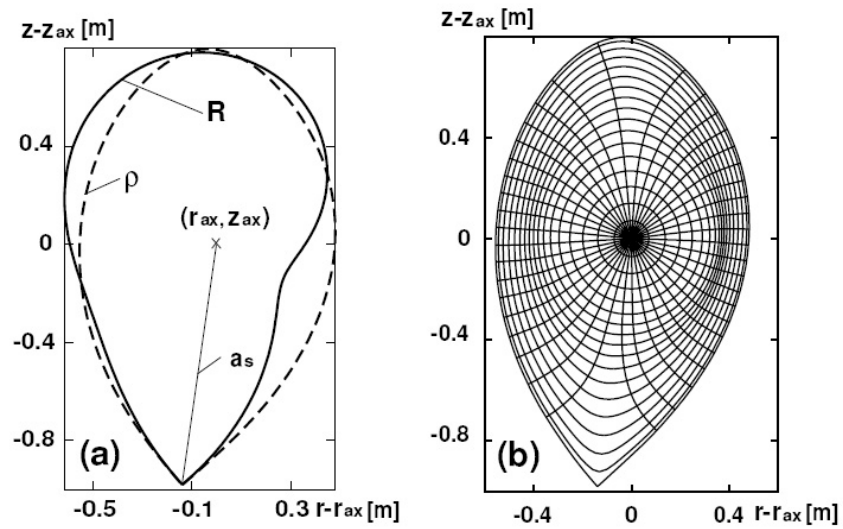 z-zax [m]
R
0.4
ρ
(rax, zax)
0
-0.4
as
-0.8
(a)
-0.5 -0.1 0.3 r-rax [m]
z-zax [m]
0.4
0
-0.4
-0.8
(b)
-0.4 0 0.4 r-rax [m]